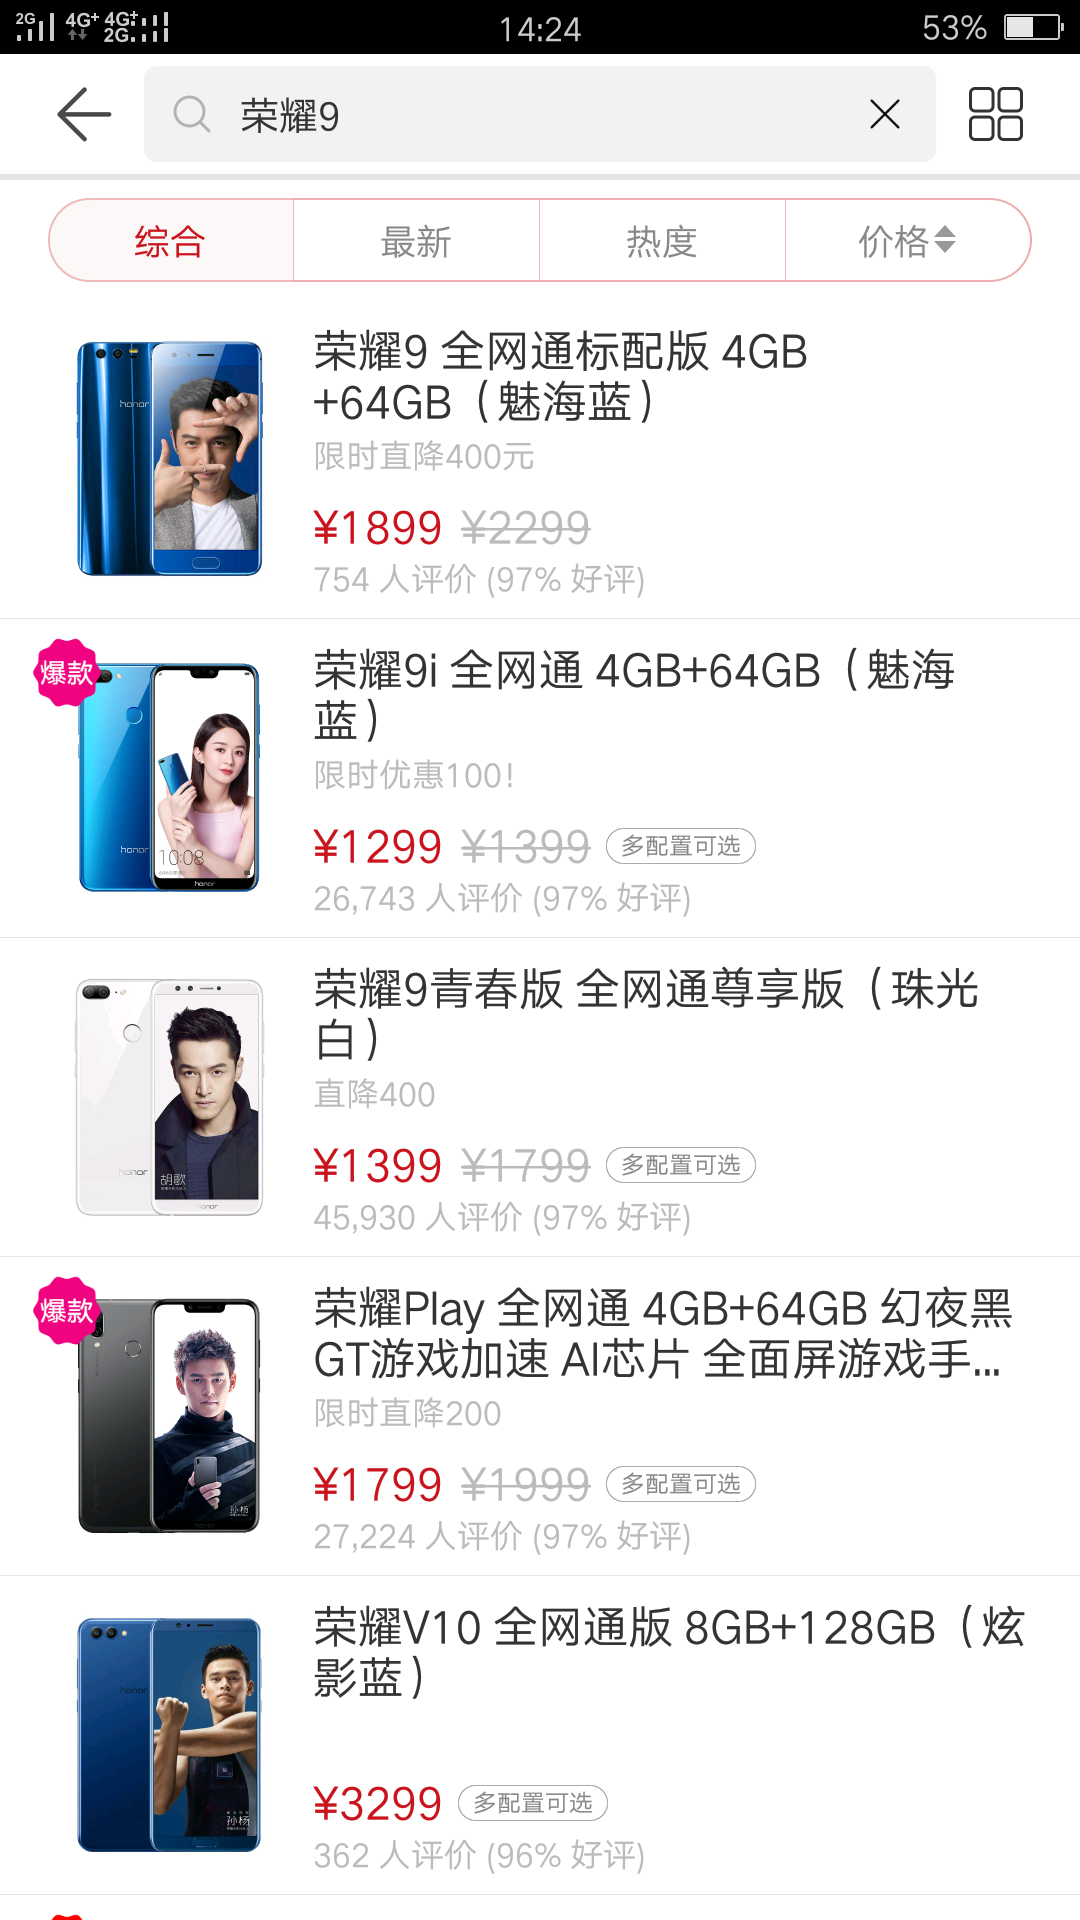 2G 4G+ 4G+ 2G 14:24 53%
荣耀9
综合 最新 热度 价格
honor
荣耀9 全网通标配版 4GB
+64GB（魅海蓝）
限时直降400元
¥1899 ¥2299
754 人评价 (97% 好评)
爆款
honor
10:08
honor
荣耀9i 全网通 4GB+64GB（魅海
蓝）
限时优惠100!
¥1299 ¥1399 多配置可选
26,743 人评价 (97% 好评)
honor
胡歌
honor
荣耀9青春版 全网通尊享版（珠光
白）
直降400
¥1399 ¥1799 多配置可选
45,930 人评价 (97% 好评)
爆款
孙杨
荣耀Play 全网通 4GB+64GB 幻夜黑
GT游戏加速 AI芯片 全面屏游戏手...
限时直降200
¥1799 ¥1999 多配置可选
27,224 人评价 (97% 好评)
honor
孙杨
荣耀V10 全网通版 8GB+128GB（炫
影蓝）
¥3299 多配置可选
362 人评价 (96% 好评)